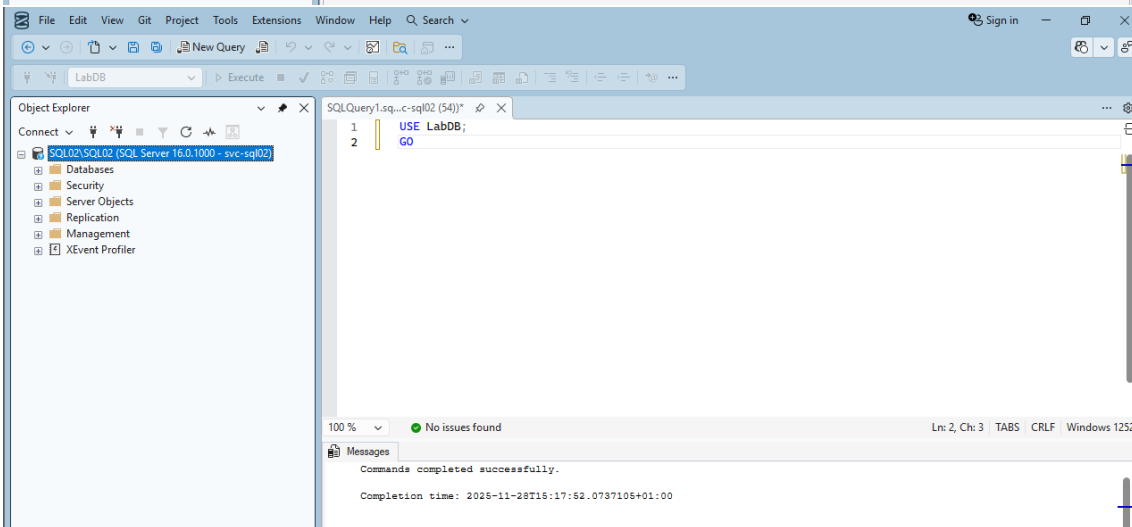 File Edit View Git Project Tools Extensions Window Help Search Sign in
New Query
LabDB Execute
Object Explorer
SQLQuery1.sq...c-sql02 (54))*
Connect
1 USE LabDB;
2 GO
SQL02\SQL02 (SQL Server 16.0.1000 - svc-sql02)
Databases
Security
Server Objects
Replication
Management
XEvent Profiler
100 % No issues found Ln: 2, Ch: 3 TABS CRLF Windows 1252
Messages
Commands completed successfully.
Completion time: 2025-11-28T15:17:52.0737105+01:00